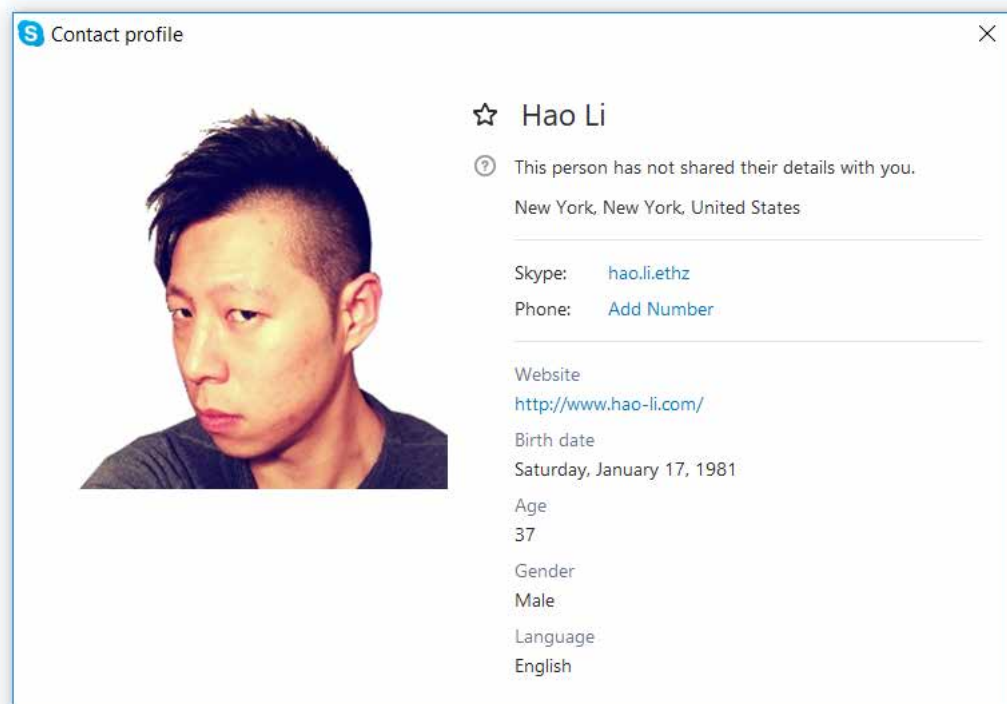 Contact profile
Hao Li
This person has not shared their details with you.
New York, New York, United States
Skype: hao.li.ethz
Phone: Add Number
Website
http://www.hao-li.com/
Birth date
Saturday, January 17, 1981
Age
37
Gender
Male
Language
English